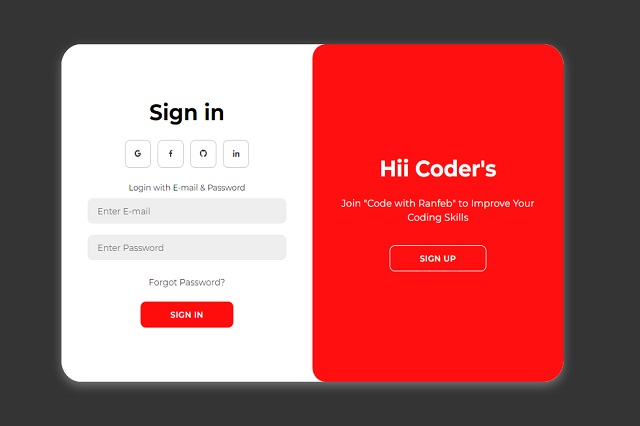 Sign in
G f in
Login with E-mail & Password
Enter E-mail
Enter Password
Forgot Password?
SIGN IN
Hii Coder's
Join "Code with Ranfeb" to Improve Your
Coding Skills
SIGN UP